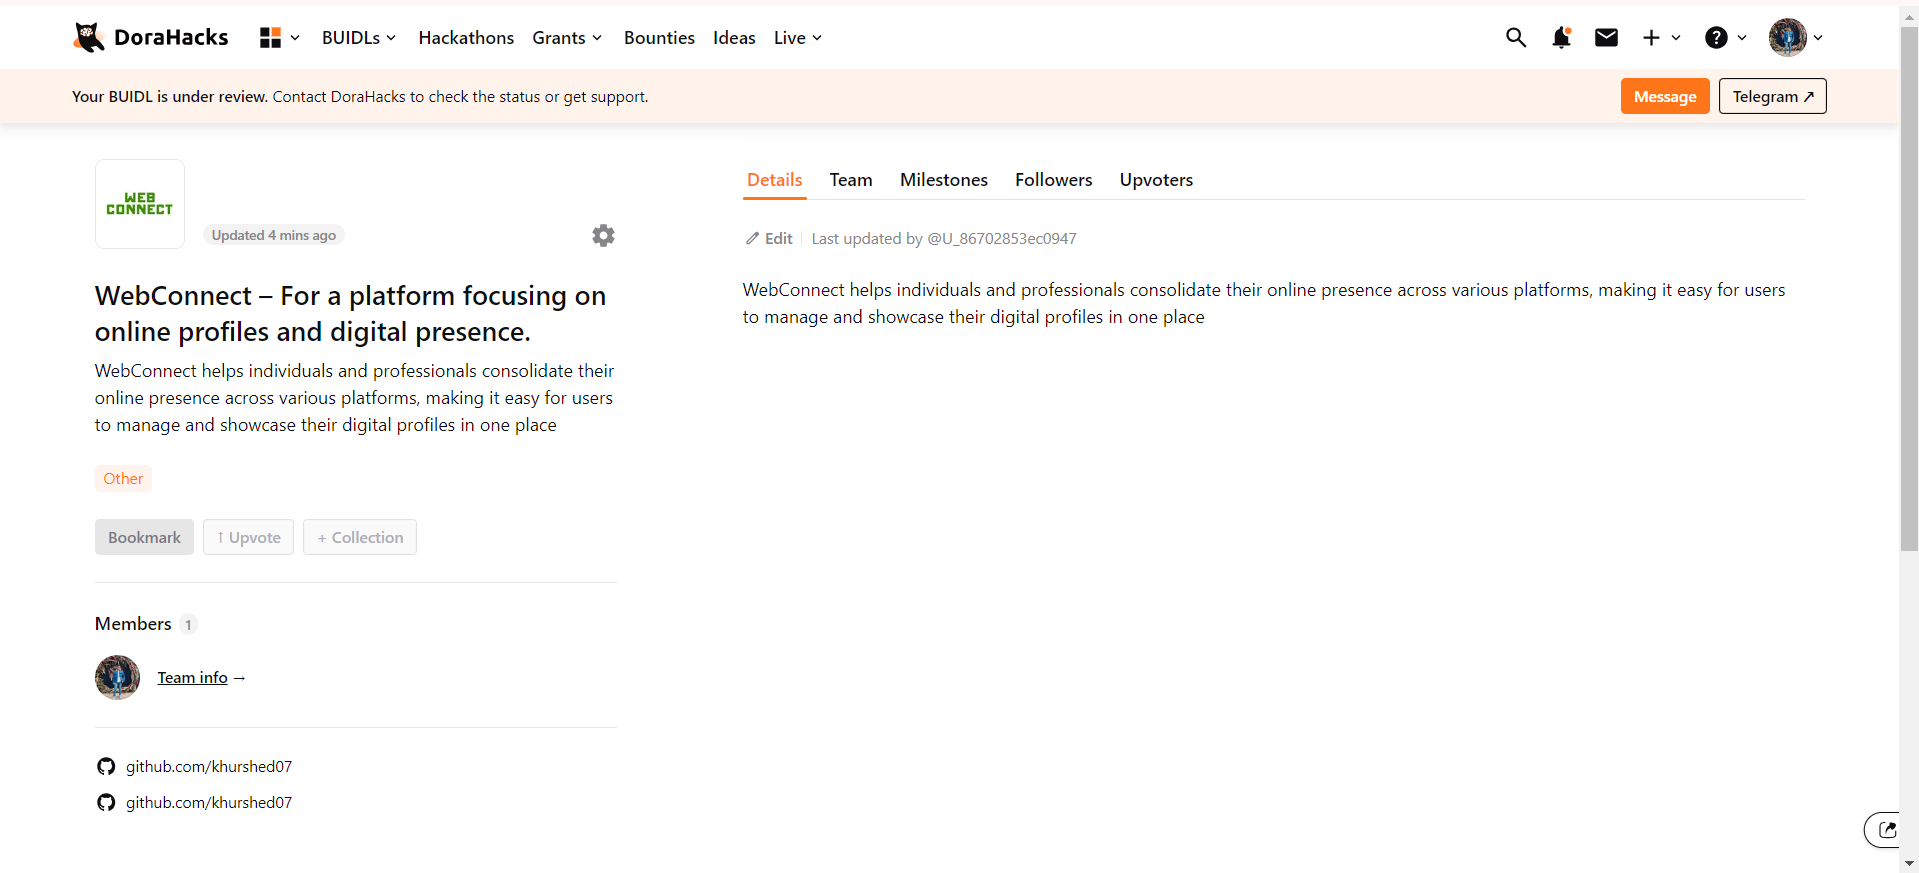 DoraHacks
BUIDLs
Hackathons
Grants
Bounties
Ideas
Live
Your BUIDL is under review. Contact DoraHacks to check the status or get support.
Message
Telegram ↗
WEB
CONNECT
Updated 4 mins ago
WebConnect – For a platform focusing on
online profiles and digital presence.
WebConnect helps individuals and professionals consolidate their
online presence across various platforms, making it easy for users
to manage and showcase their digital profiles in one place
Other
Bookmark
↑ Upvote
+ Collection
Members 1
Team info →
github.com/khurshed07
github.com/khurshed07
Details
Team
Milestones
Followers
Upvoters
Edit
Last updated by @U_86702853ec0947
WebConnect helps individuals and professionals consolidate their online presence across various platforms, making it easy for users
to manage and showcase their digital profiles in one place